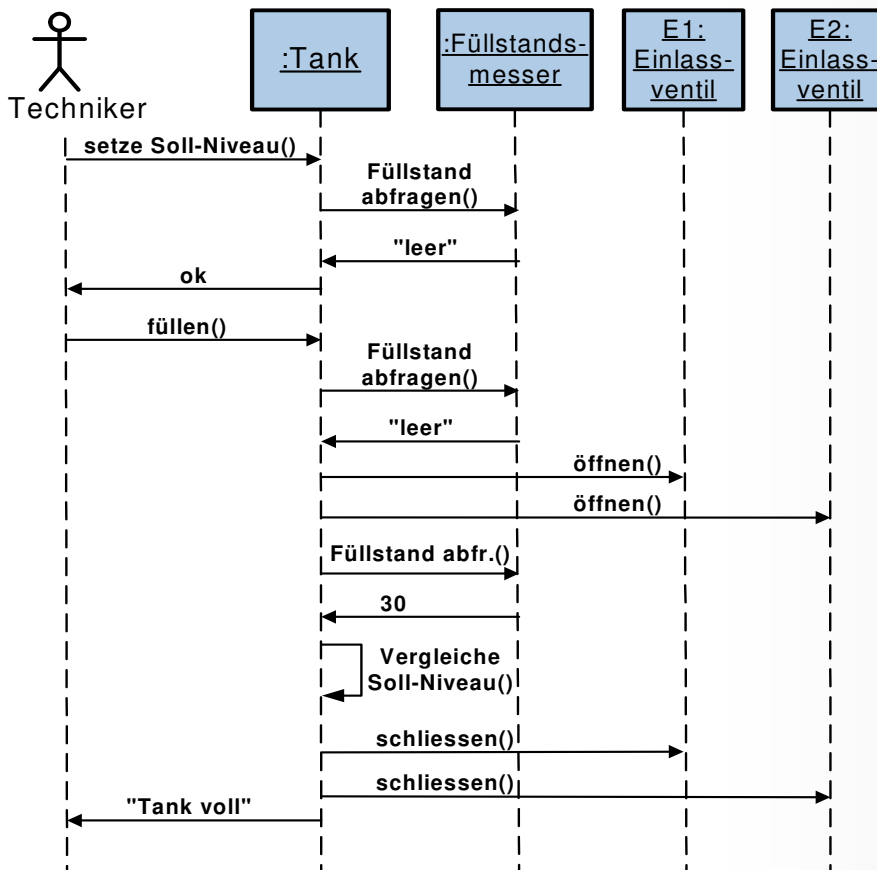 Techniker
:Tank
:Füllstands-
messer
E1:
Einlass-
ventil
E2:
Einlass-
ventil
setze Soll-Niveau()
Füllstand
abfragen()
"leer"
ok
füllen()
Füllstand
abfragen()
"leer"
öffnen()
öffnen()
Füllstand abfr.()
30
Vergleiche
Soll-Niveau()
schliessen()
schliessen()
"Tank voll"